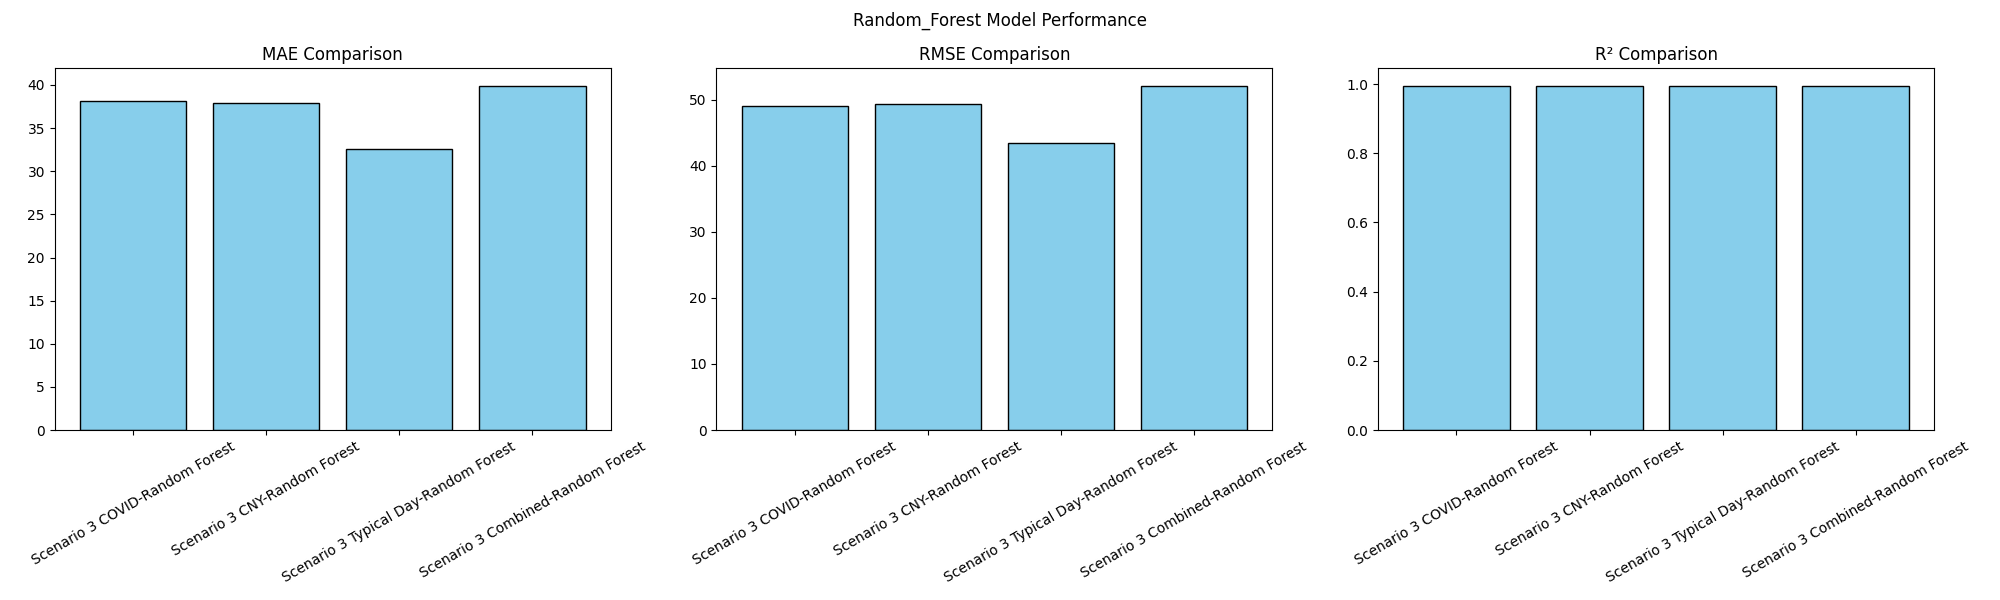 Random_Forest Model Performance
MAE Comparison
40
35
30
25
20
15
10
5
0
Scenario 3 COVID-Random Forest
Scenario 3 CNY-Random Forest
Scenario 3 Typical Day-Random Forest
Scenario 3 Combined-Random Forest
RMSE Comparison
50
40
30
20
10
0
Scenario 3 COVID-Random Forest
Scenario 3 CNY-Random Forest
Scenario 3 Typical Day-Random Forest
Scenario 3 Combined-Random Forest
R² Comparison
1.0
0.8
0.6
0.4
0.2
0.0
Scenario 3 COVID-Random Forest
Scenario 3 CNY-Random Forest
Scenario 3 Typical Day-Random Forest
Scenario 3 Combined-Random Forest